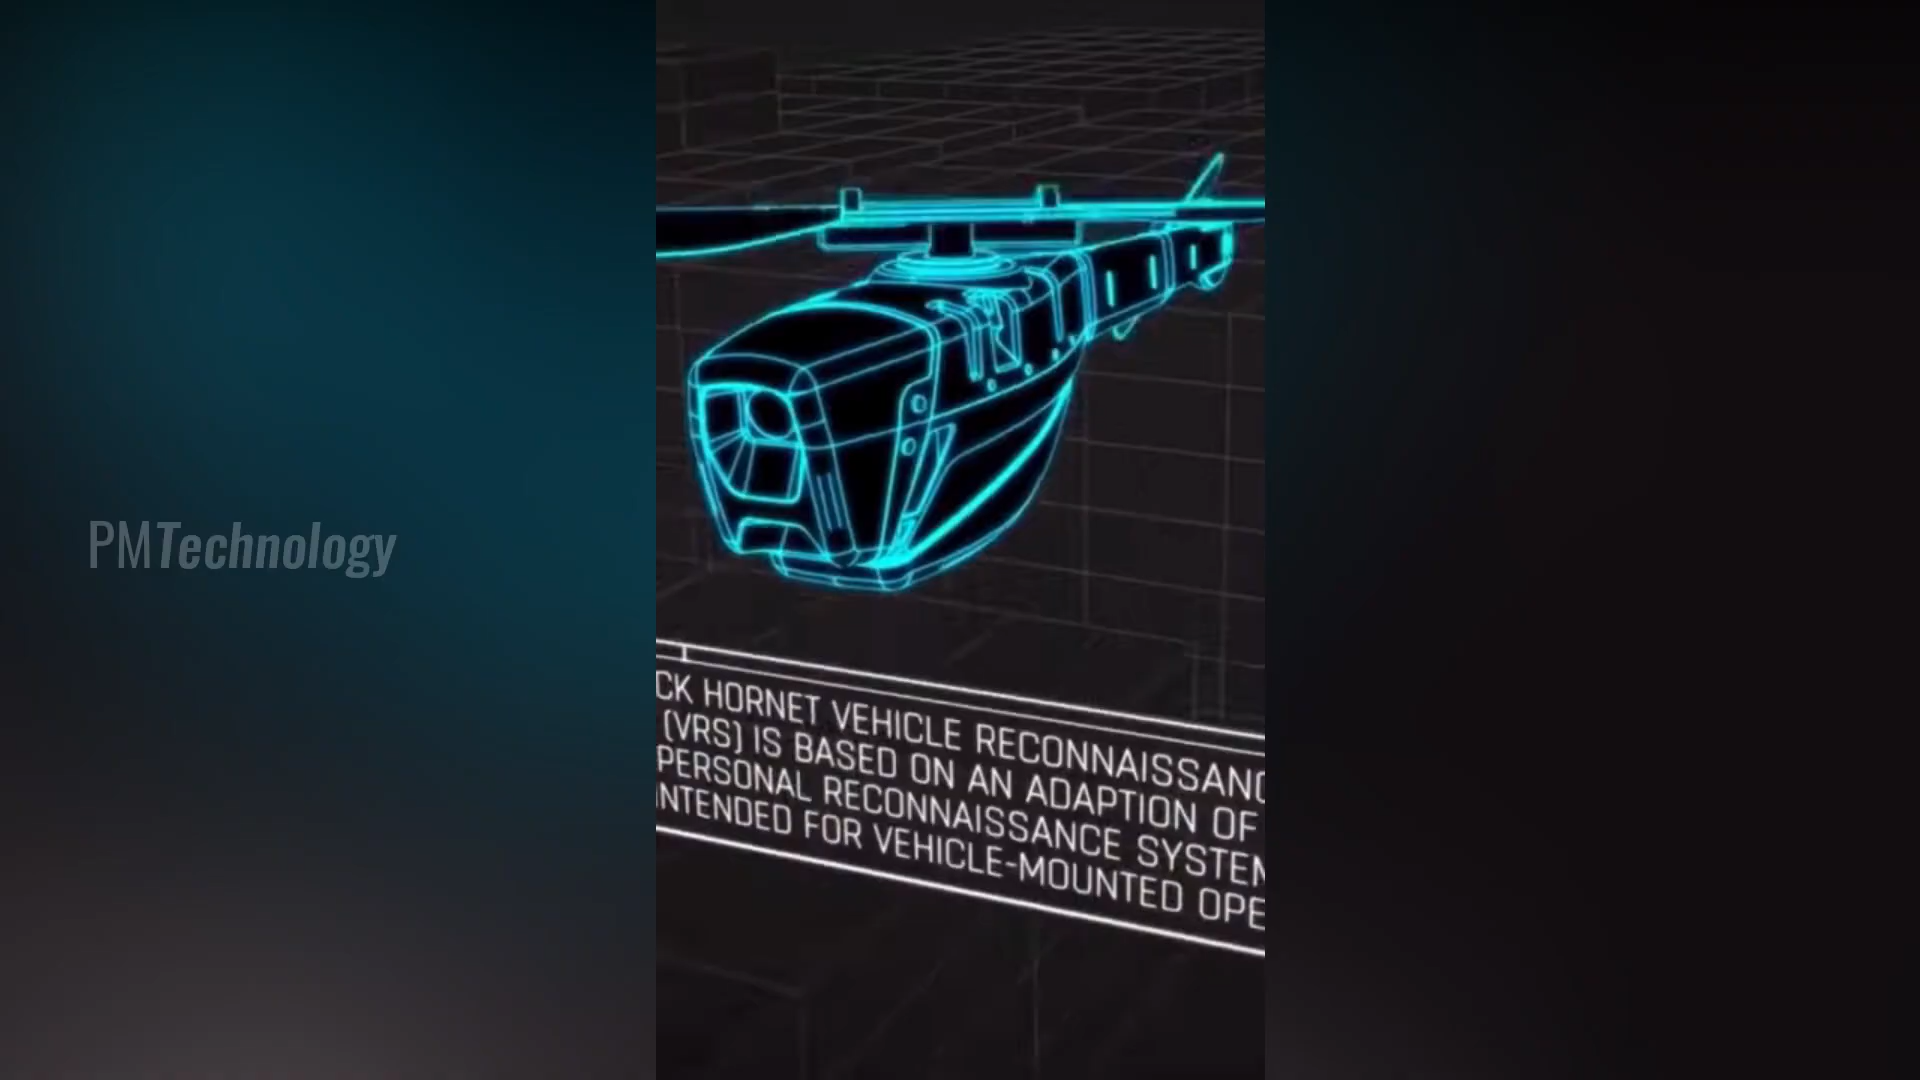 PMTechnology
CK HORNET VEHICLE RECONNAISSANC
(VRS) IS BASED ON AN ADAPTION OF
PERSONAL RECONNAISSANCE SYSTEM
INTENDED FOR VEHICLE-MOUNTED OPE